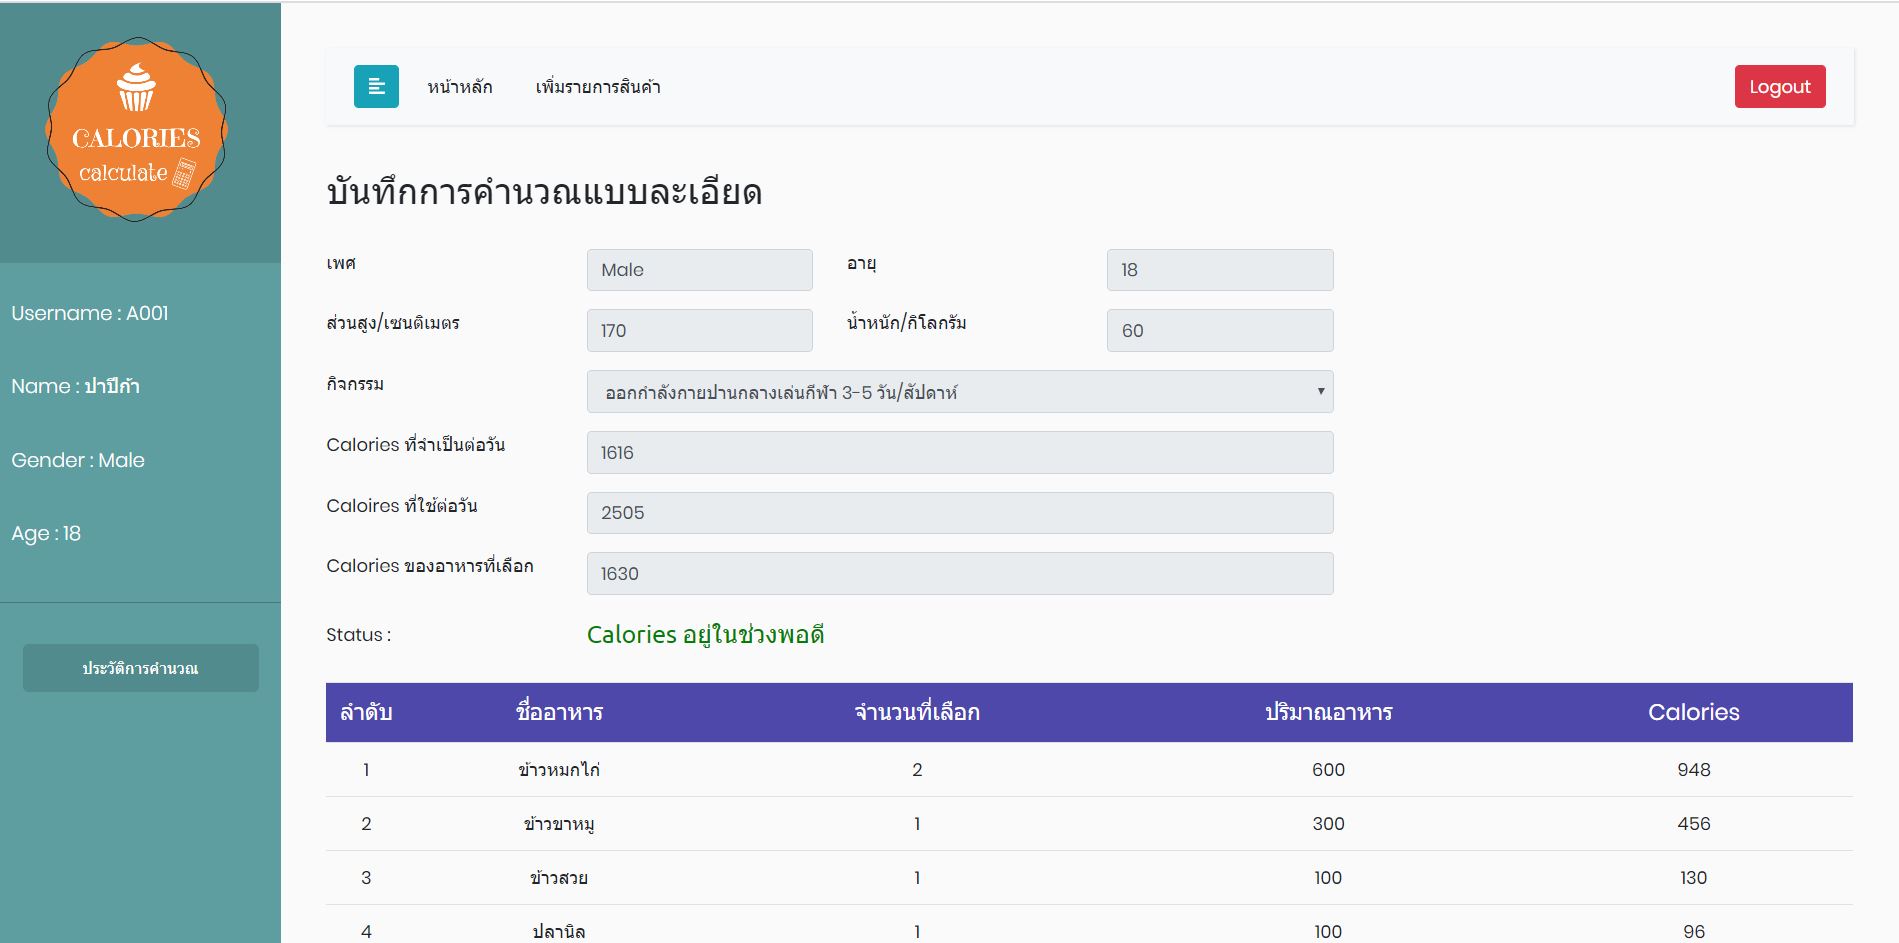 CALORIES
calculate
Username : A001
Name : ปาปีก้า
Gender : Male
Age : 18
ประวัติการคำนวณ
หน้าหลัก เพิ่มรายการสินค้า Logout
บันทึกการคำนวณแบบละเอียด
เพศ Male อายุ 18
ส่วนสูง/เซนติเมตร 170 น้ำหนัก/กิโลกรัม 60
กิจกรรม ออกกำลังกายปานกลางเล่นกีฬา 3-5 วัน/สัปดาห์
Calories ที่จำเป็นต่อวัน 1616
Caloires ที่ใช้ต่อวัน 2505
Calories ของอาหารที่เลือก 1630
Status : Calories อยู่ในช่วงพอดี
ลำดับ ชื่ออาหาร จำนวนที่เลือก ปริมาณอาหาร Calories
1 ข้าวหมกไก่ 2 600 948
2 ข้าวขาหมู 1 300 456
3 ข้าวสวย 1 100 130
4 ปลานิล 1 100 96